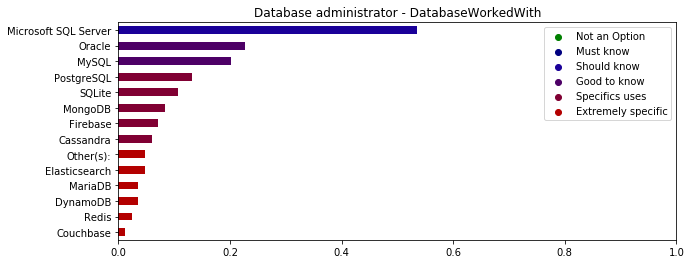 Database administrator - DatabaseWorkedWith
Microsoft SQL Server
Oracle
MySQL
PostgreSQL
SQLite
MongoDB
Firebase
Cassandra
Other(s):
Elasticsearch
MariaDB
DynamoDB
Redis
Couchbase
Not an Option
Must know
Should know
Good to know
Specifics uses
Extremely specific
0.0 0.2 0.4 0.6 0.8 1.0